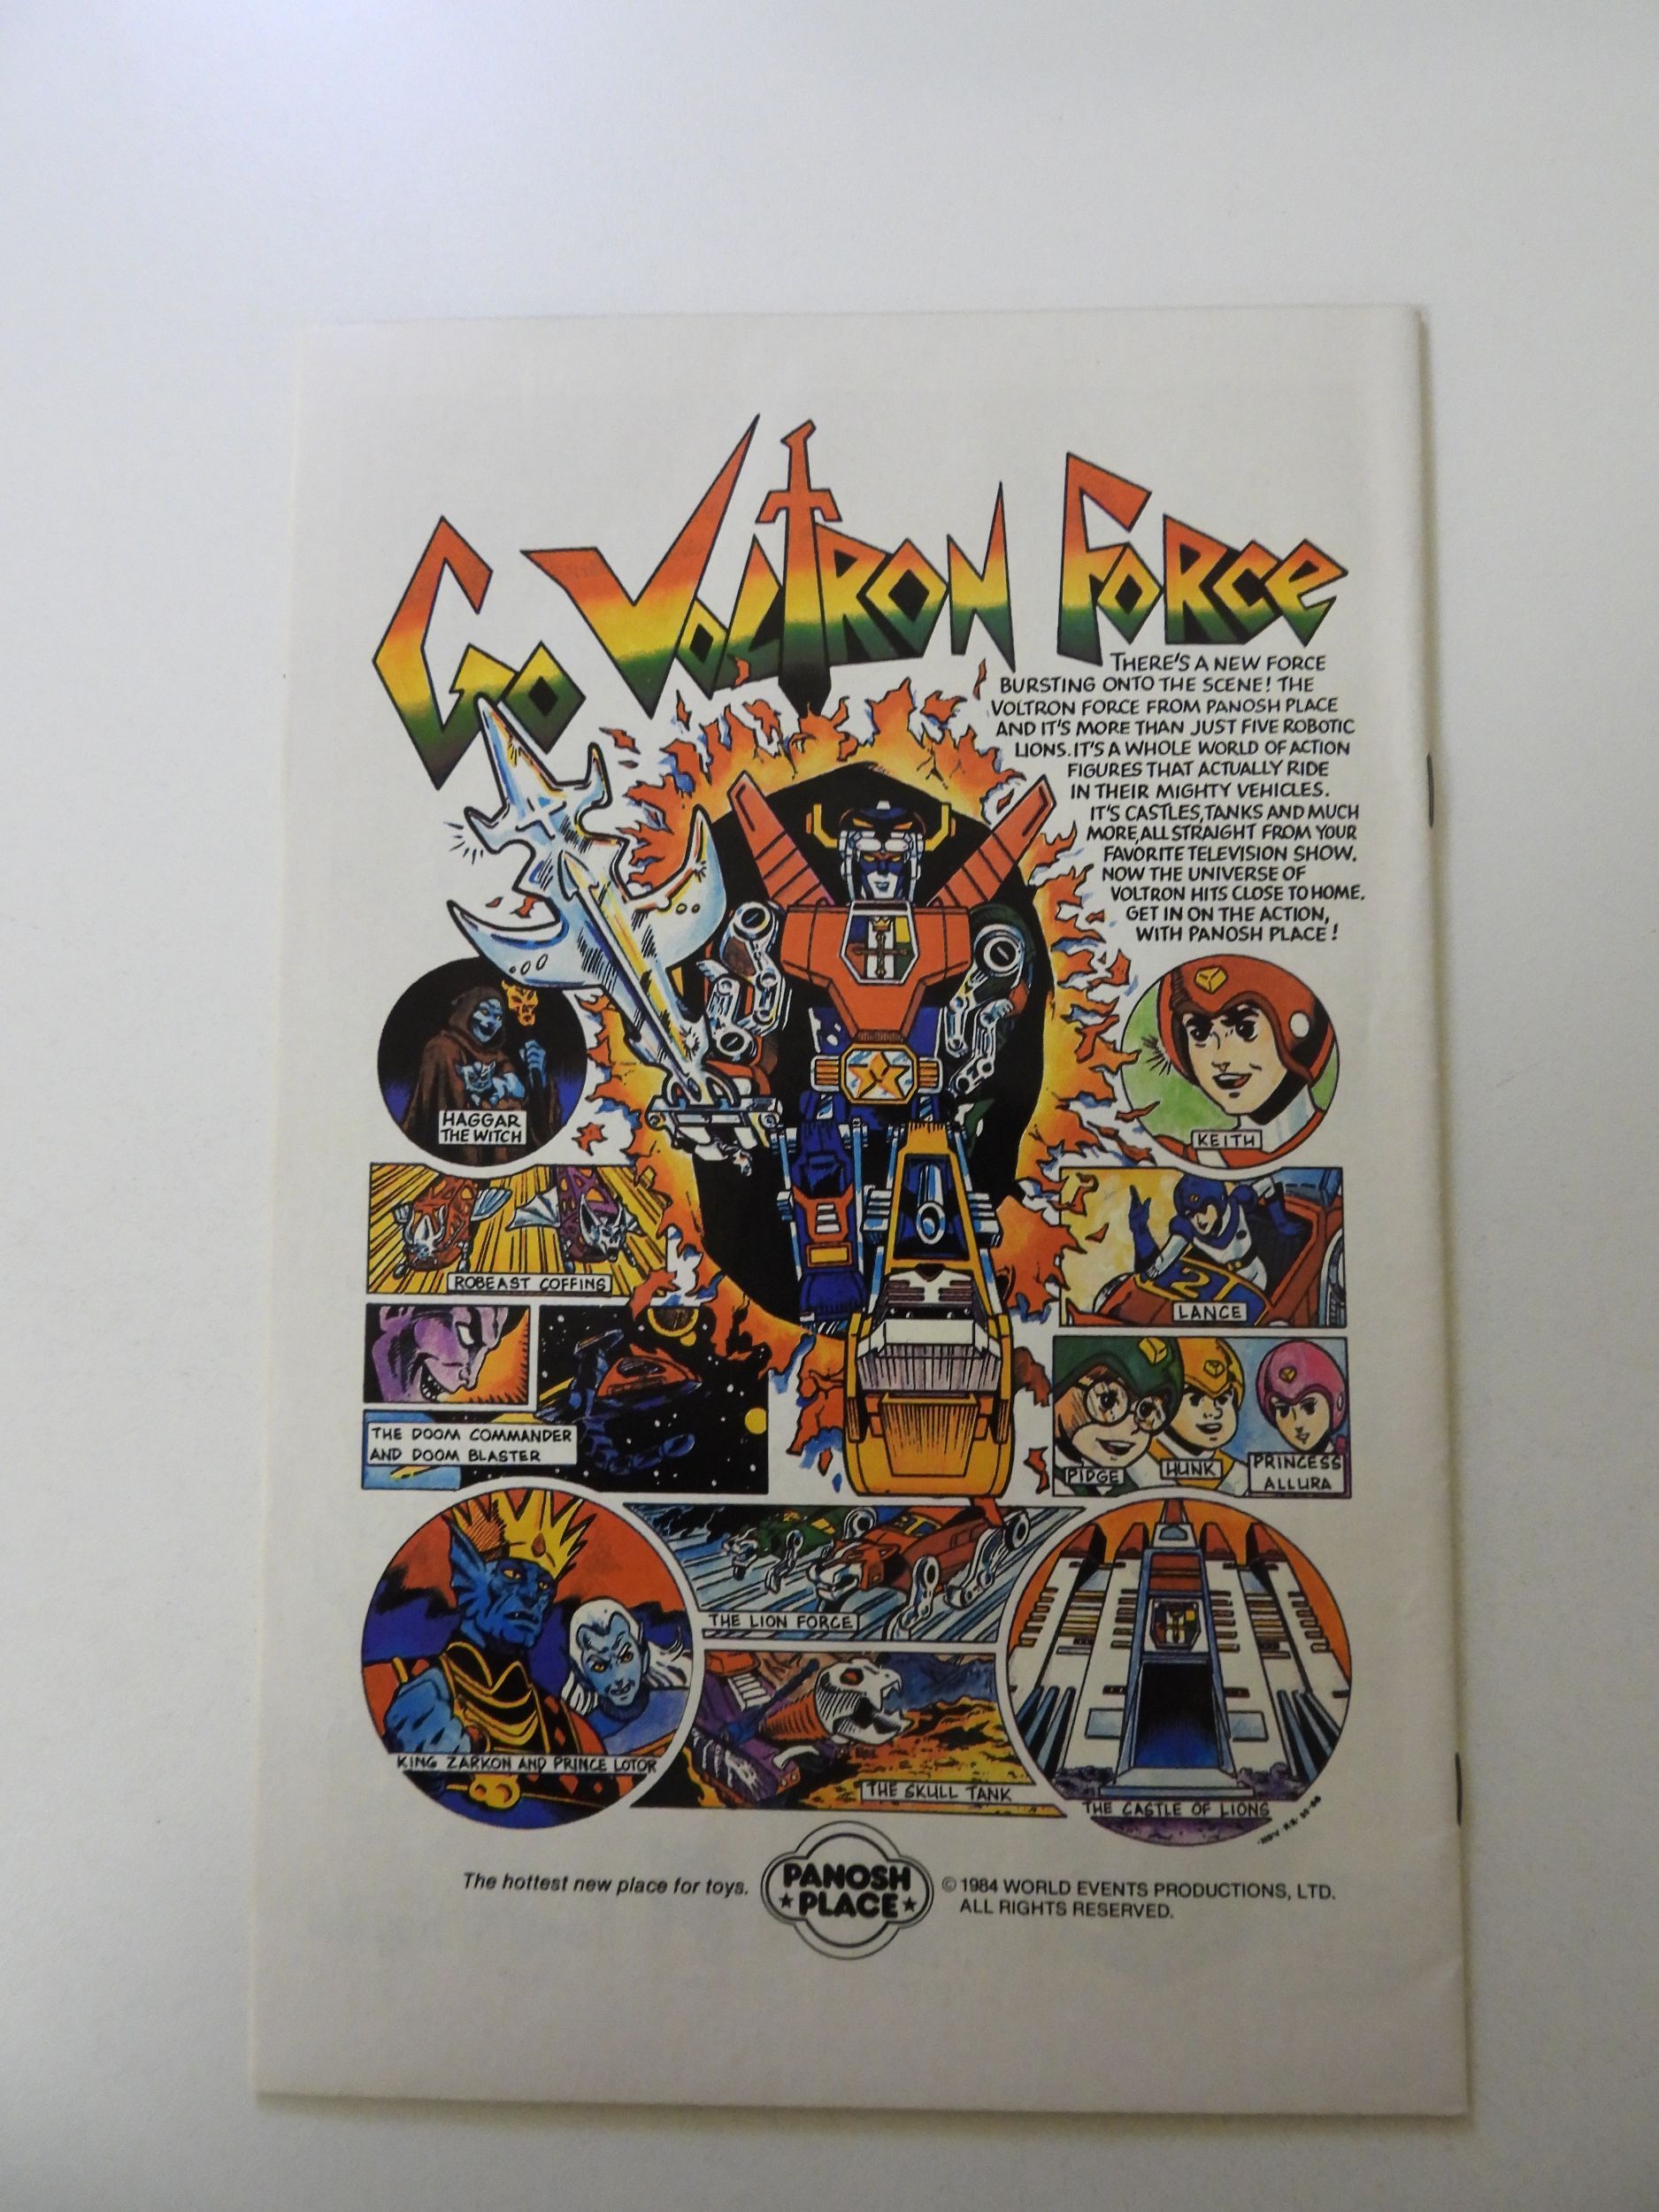 Go Voltron Force
THERE'S A NEW FORCE
BURSTING ONTO THE SCENE! THE
VOLTRON FORCE FROM PANOSH PLACE
AND IT'S MORE THAN JUST FIVE ROBOTIC
LIONS. IT'S A WHOLE WORLD OF ACTION
FIGURES THAT ACTUALLY RIDE
IN THEIR MIGHTY VEHICLES.
IT'S CASTLES, TANKS AND MUCH
MORE, ALL STRAIGHT FROM YOUR
FAVORITE TELEVISION SHOW.
NOW THE UNIVERSE OF
VOLTRON HITS CLOSE TO HOME.
GET IN ON THE ACTION,
WITH PANOSH PLACE!
HAGGAR
THE WITCH
KEITH
ROBEAST COFFINS
2
LANCE
THE DOOM COMMANDER
AND DOOM BLASTER
PIDGE
HUNK
PRINCESS
ALLURA
KING ZARKON AND PRINCE LOTOR
THE LION FORCE
THE SKULL TANK
THE CASTLE OF LIONS
The hottest new place for toys.
PANOSH
PLACE
© 1984 WORLD EVENTS PRODUCTIONS, LTD.
ALL RIGHTS RESERVED.